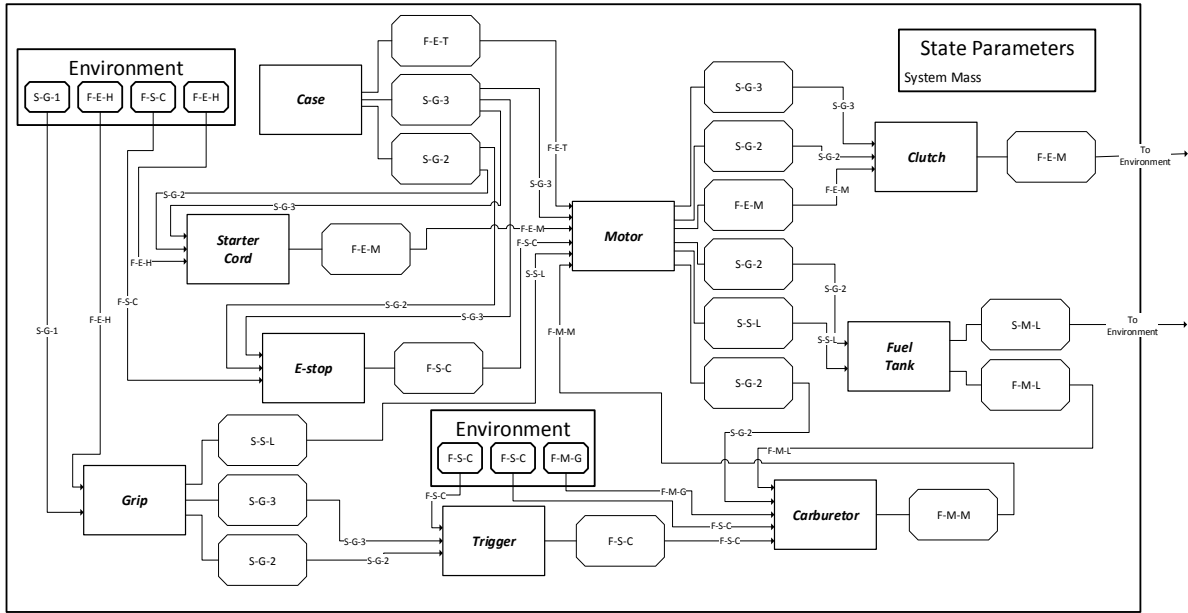 State Parameters
System Mass
Environment
S-G-1
F-E-H
F-S-C
F-E-H
Case
F-E-T
S-G-3
S-G-2
F-E-T
S-G-3
S-G-2
S-G-3
F-E-H
F-S-C
F-E-H
S-G-1
Starter
Cord
F-E-M
F-E-M
F-S-C
S-S-L
F-M-M
Motor
S-G-3
S-G-2
F-E-M
S-G-2
S-S-L
S-G-2
S-G-3
S-G-2
F-E-M
Clutch
F-E-M
To
Environment
S-G-2
S-S-L
Fuel
Tank
S-M-L
F-M-L
To
Environment
S-G-2
S-G-3
E-stop
F-S-C
Grip
S-S-L
S-G-3
S-G-2
S-G-3
S-G-2
Environment
F-S-C
F-S-C
F-M-G
F-S-C
Trigger
F-S-C
S-G-2
F-M-L
F-M-G
F-S-C
F-S-C
Carburetor
F-M-M